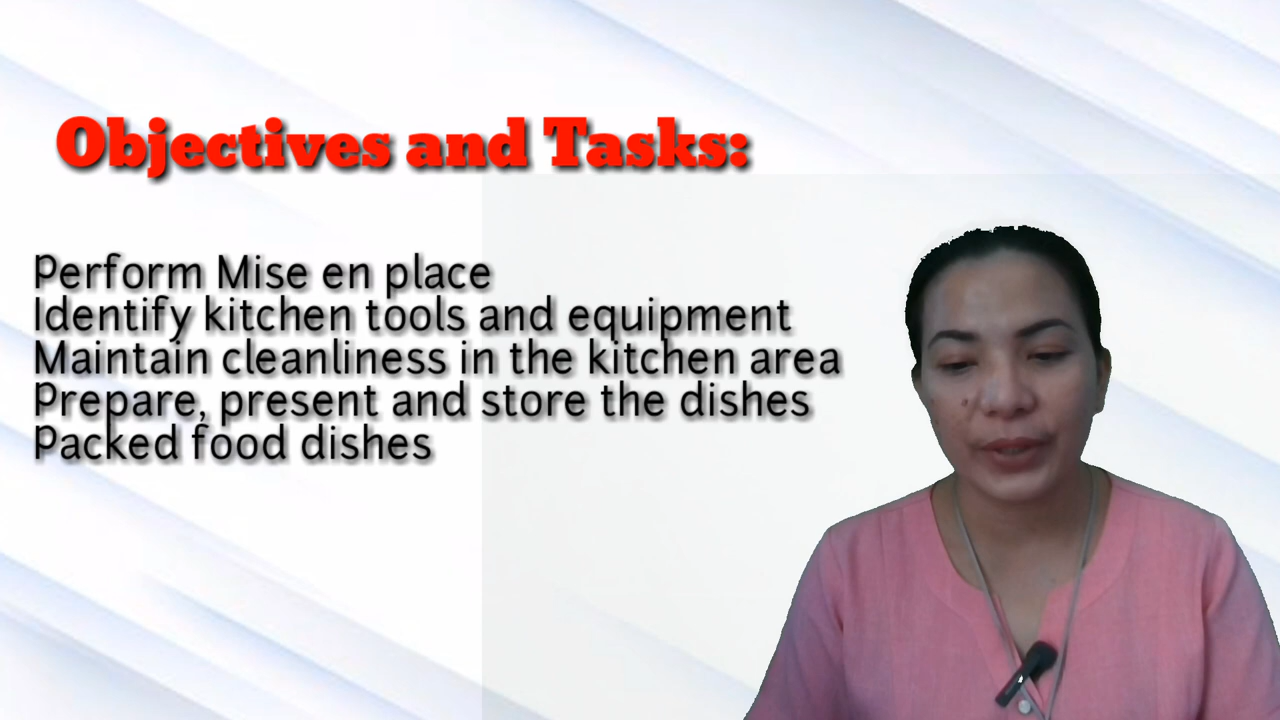 Objectives and Tasks:
Perform Mise en place
Identify kitchen tools and equipment
Maintain cleanliness in the kitchen area
Prepare, present and store the dishes
Packed food dishes